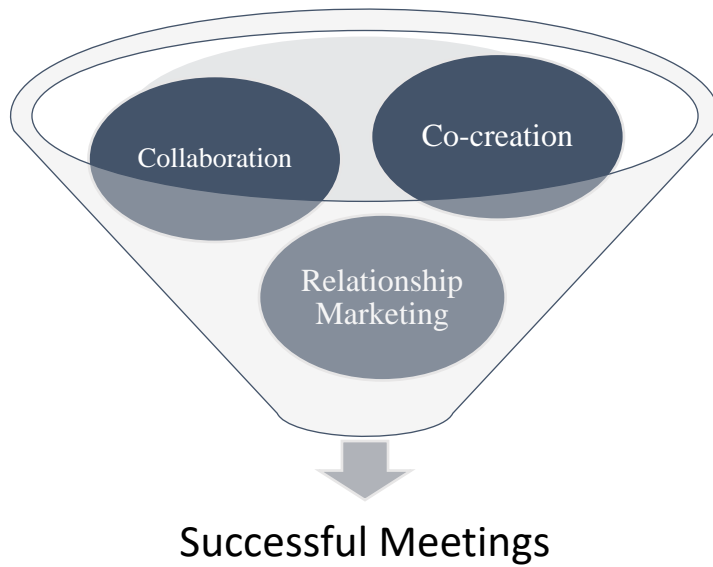 Collaboration
Co-creation
Relationship
Marketing
Successful Meetings